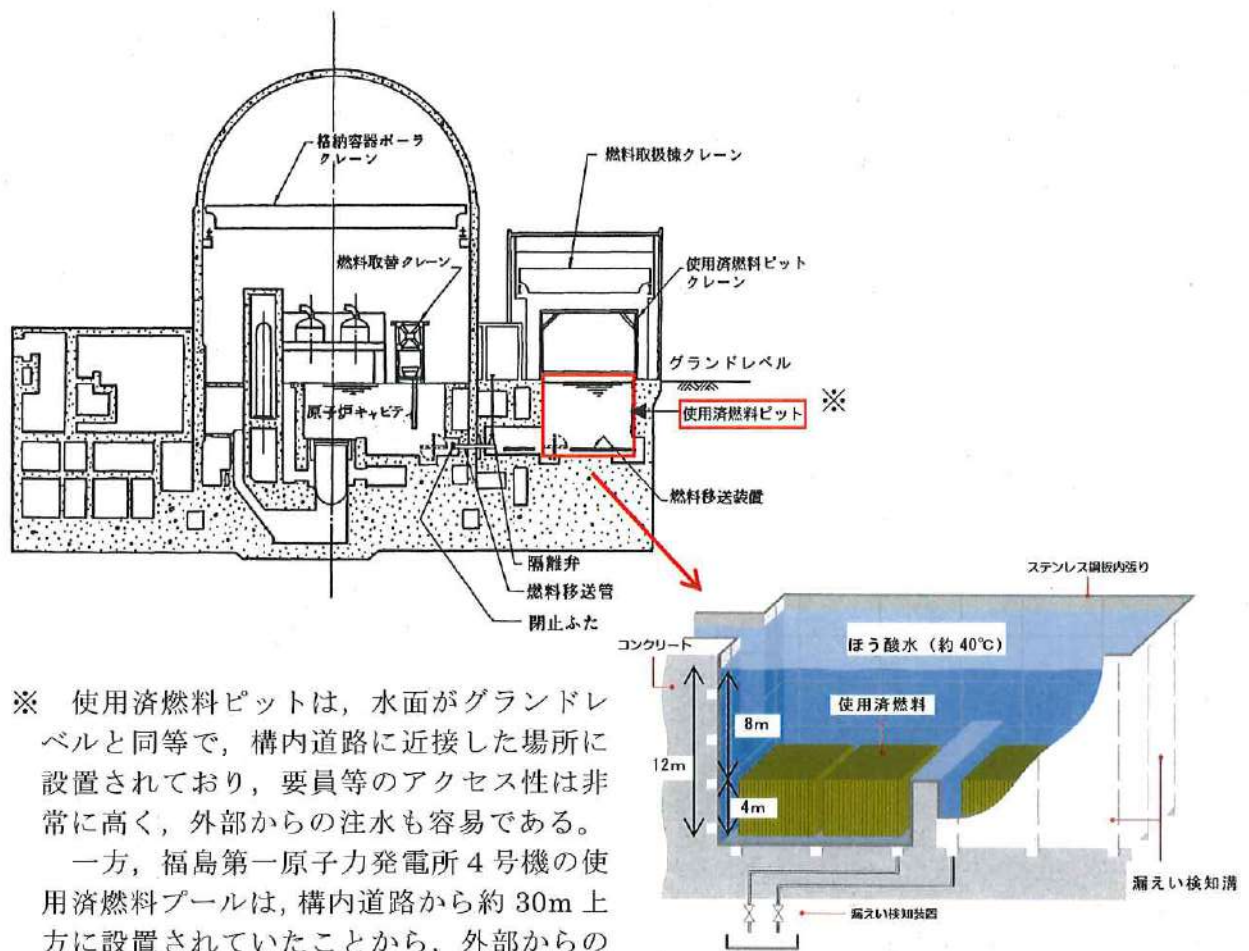 格納容器ポーラ
クレーン
燃料取扱棟クレーン
燃料取替クレーン
使用済燃料ピット
クレーン
グランドレベル
原子炉キャビティ
使用済燃料ピット
※
燃料移送装置
隔離弁
燃料移送管
閉止ふた
ステンレス鋼板内張り
コンクリート
ほう酸水（約 40℃）
使用済燃料
8m
12m
4m
漏えい検知溝
漏えい検知装置
※　使用済燃料ピットは，水面がグランドレ
ベルと同等で，構内道路に近接した場所に
設置されており，要員等のアクセス性は非
常に高く，外部からの注水も容易である。
一方，福島第一原子力発電所４号機の使
用済燃料プールは，構内道路から約 30m 上
方に設置されていたことから，外部からの